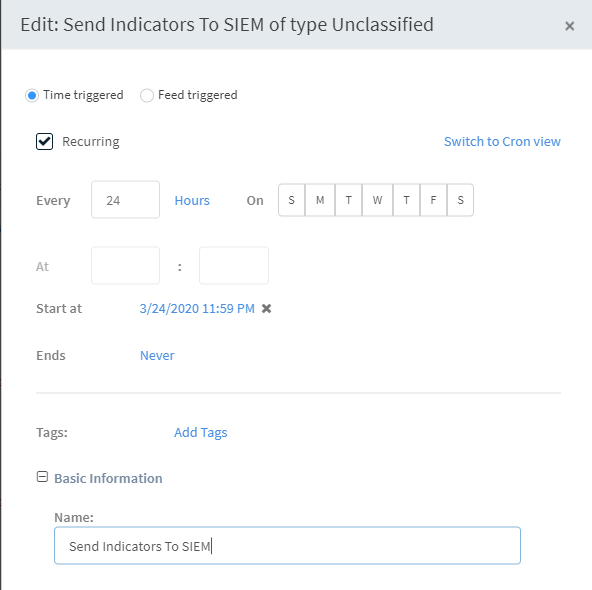 Edit: Send Indicators To SIEM of type Unclassified ×
Time triggered Feed triggered
Recurring Switch to Cron view
Every 24 Hours On S M T W T F S
At :
Start at 3/24/2020 11:59 PM ✖
Ends Never
Tags: Add Tags
Basic Information
Name:
Send Indicators To SIEM